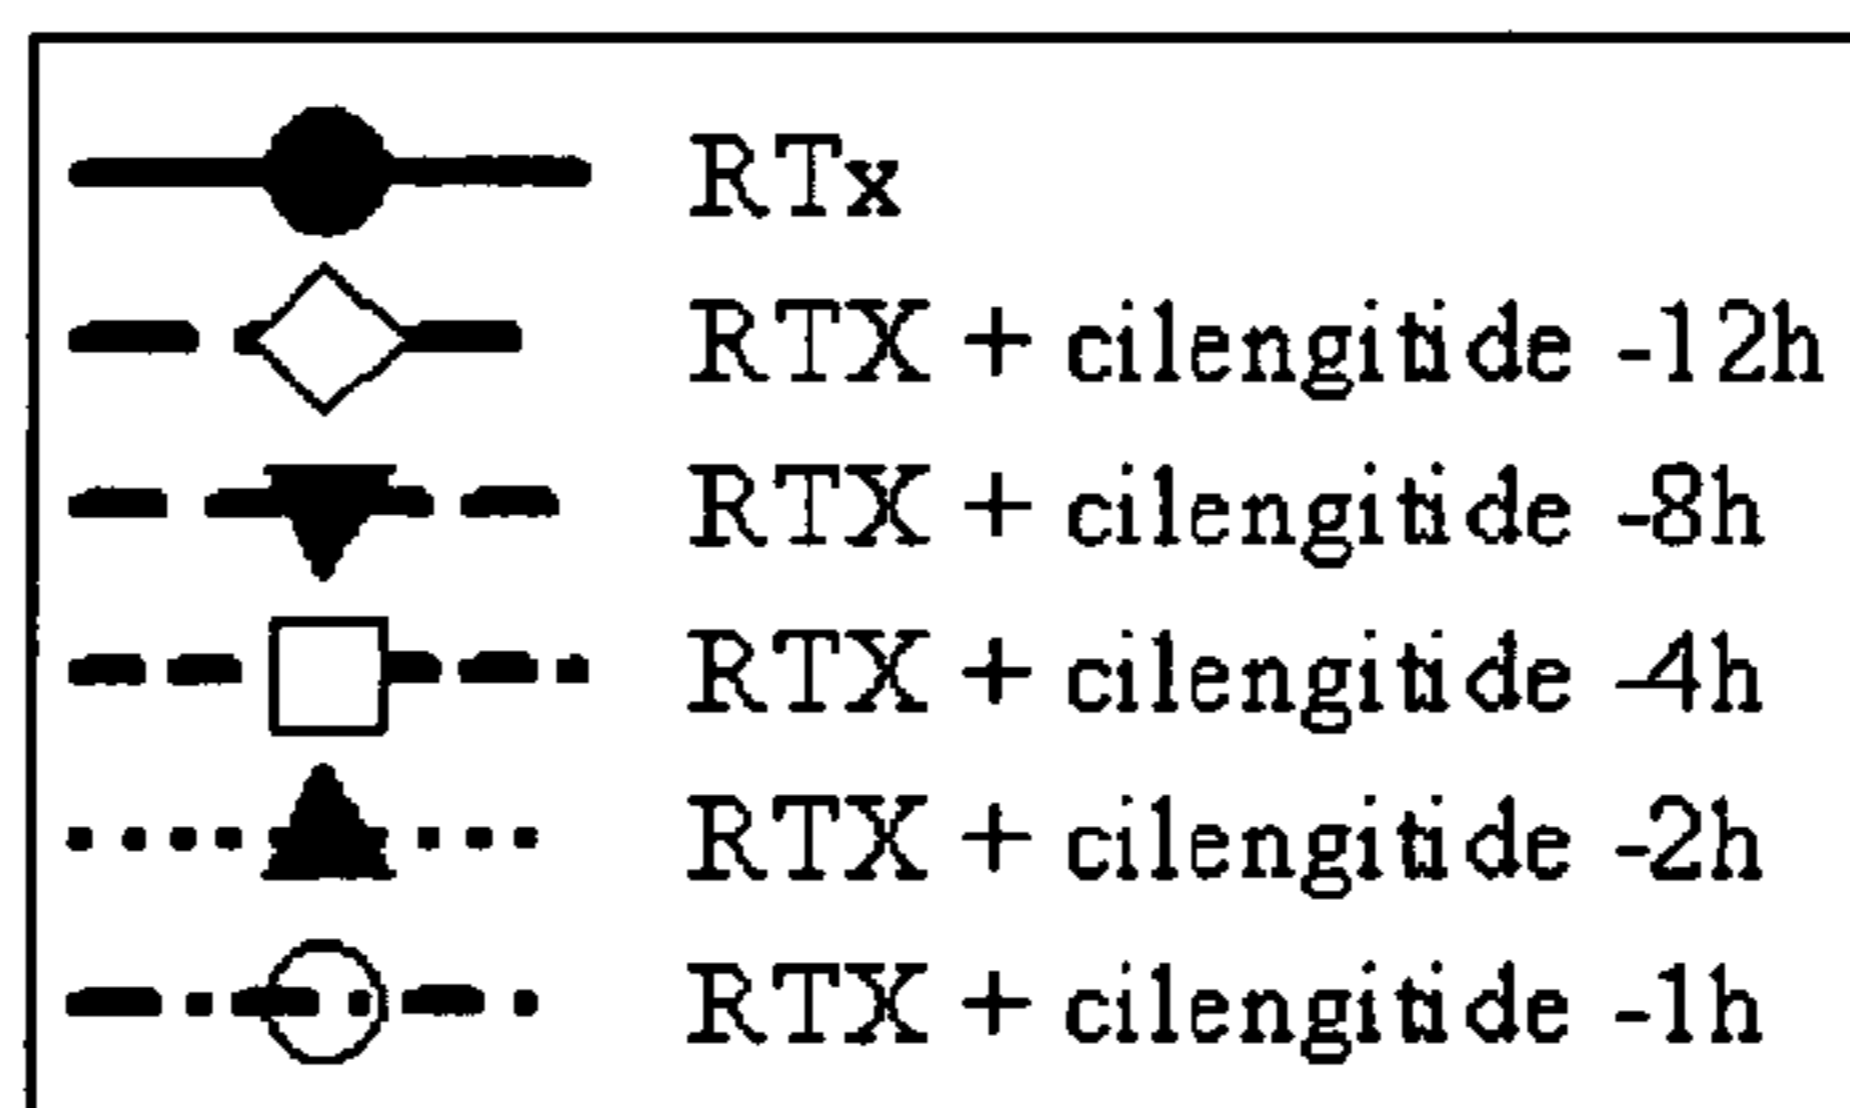 RTx
RTX + cilengitide -12h
RTX + cilengitide -8h
RTX + cilengitide -4h
RTX + cilengitide -2h
RTX + cilengitide -1h